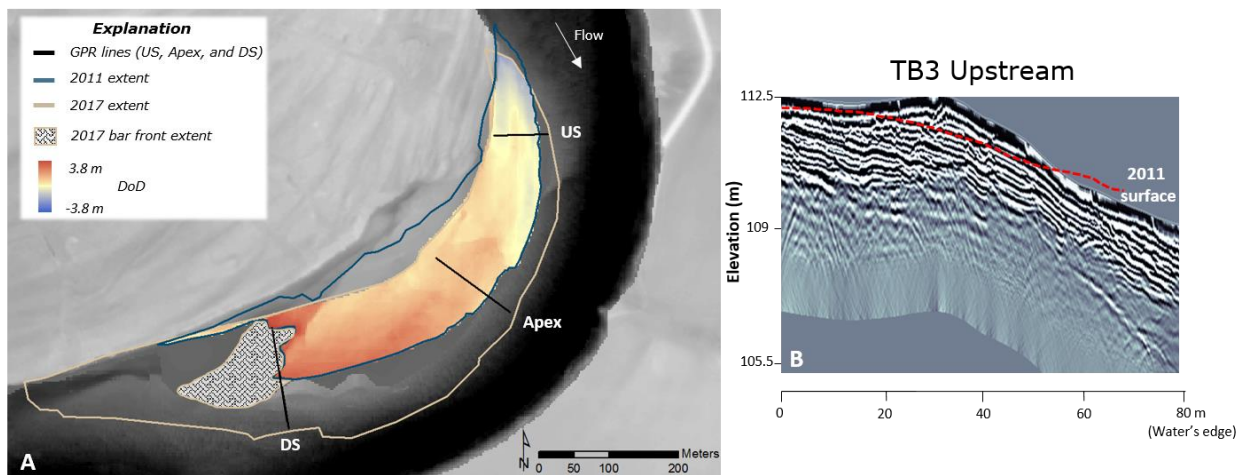 Explanation
GPR lines (US, Apex, and DS)
2011 extent
2017 extent
2017 bar front extent
3.8 m
DoD
-3.8 m
Flow
US
Apex
DS
A
N
0 50 100 200
Meters
TB3 Upstream
112.5
109
105.5
Elevation (m)
2011
surface
B
0 20 40 60 80 m
(Water's edge)